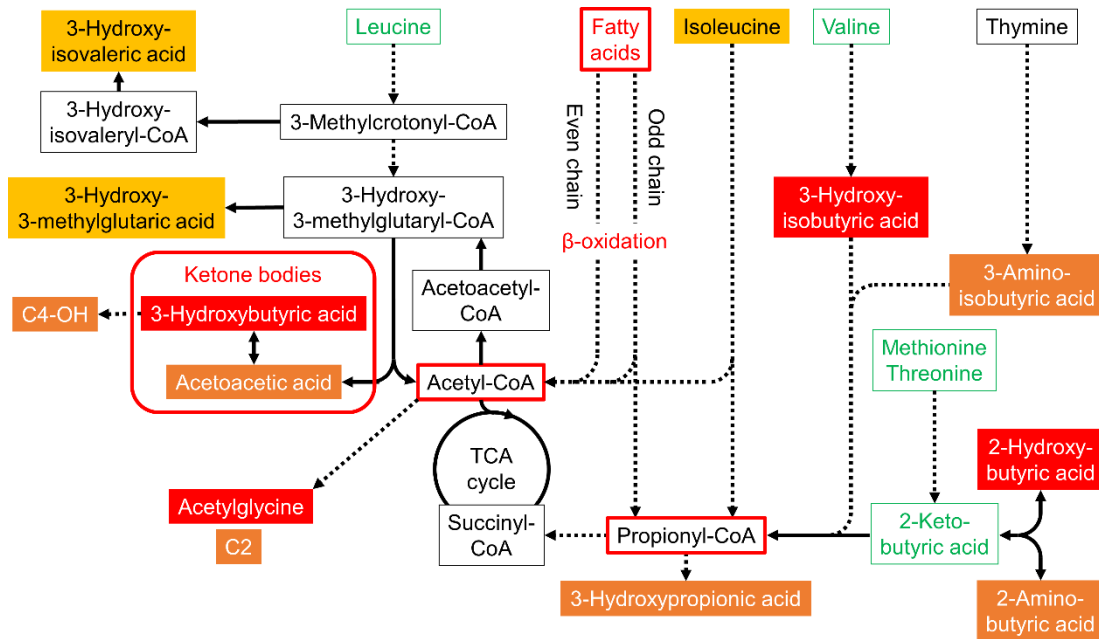 3-Hydroxy-
isovaleric acid
Leucine
Fatty
acids
Isoleucine
Valine
Thymine
3-Hydroxy-
isovaleryl-CoA
3-Methylcrotonyl-CoA
Even chain
Odd chain
3-Hydroxy-
3-methylglutaric acid
3-Hydroxy-
3-methylglutaryl-CoA
3-Hydroxy-
isobutyric acid
β-oxidation
Ketone bodies
Acetoacetyl-
CoA
3-Amino-
isobutyric acid
C4-OH
3-Hydroxybutyric acid
Methionine
Threonine
Acetoacetic acid
Acetyl-CoA
TCA
cycle
2-Hydroxy-
butyric acid
Acetylglycine
C2
Succinyl-
CoA
Propionyl-CoA
2-Keto-
butyric acid
3-Hydroxypropionic acid
2-Amino-
butyric acid